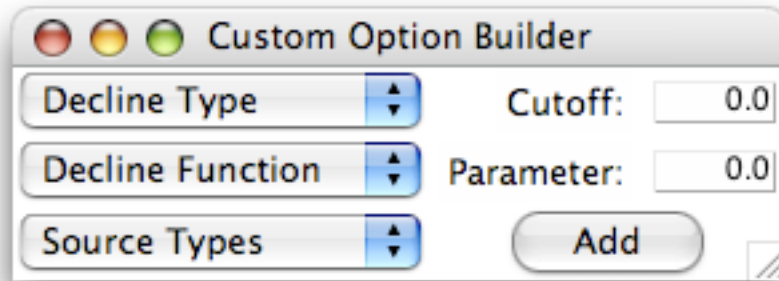 Custom Option Builder
Decline Type Cutoff: 0.0
Decline Function Parameter: 0.0
Source Types Add